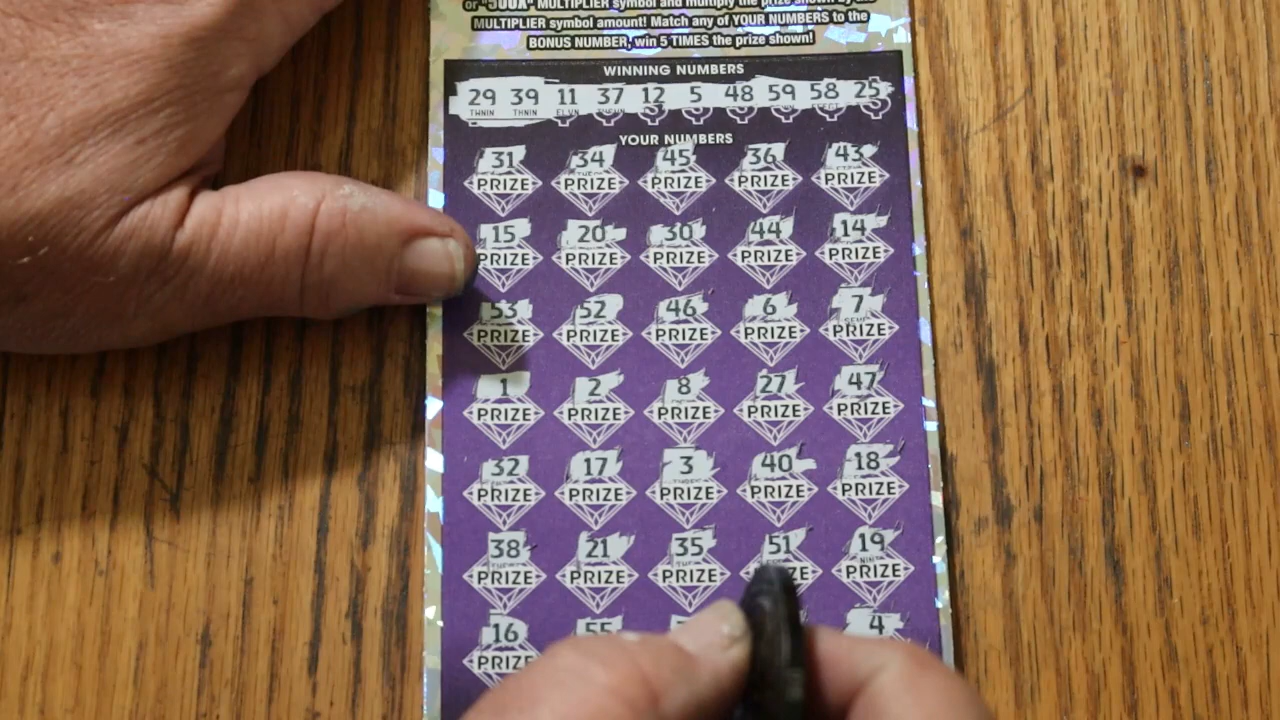 or "500X" MULTIPLIER symbol and multiply the prize shown by the
MULTIPLIER symbol amount! Match any of YOUR NUMBERS to the
BONUS NUMBER, win 5 TIMES the prize shown!
WINNING NUMBERS
29 39 11 37 12 5 48 59 58 25
THNIN THNIN
YOUR NUMBERS
31 34 45 36 43
PRIZE PRIZE PRIZE PRIZE PRIZE
15 20 30 44 14
PRIZE PRIZE PRIZE PRIZE PRIZE
53 52 46 6 7
PRIZE PRIZE PRIZE PRIZE PRIZE
1 2 8 27 47
PRIZE PRIZE PRIZE PRIZE PRIZE
32 17 3 40 18
PRIZE PRIZE PRIZE PRIZE PRIZE
38 21 35 51 19
PRIZE PRIZE PRIZE PRIZE
16 55 4
PRIZE